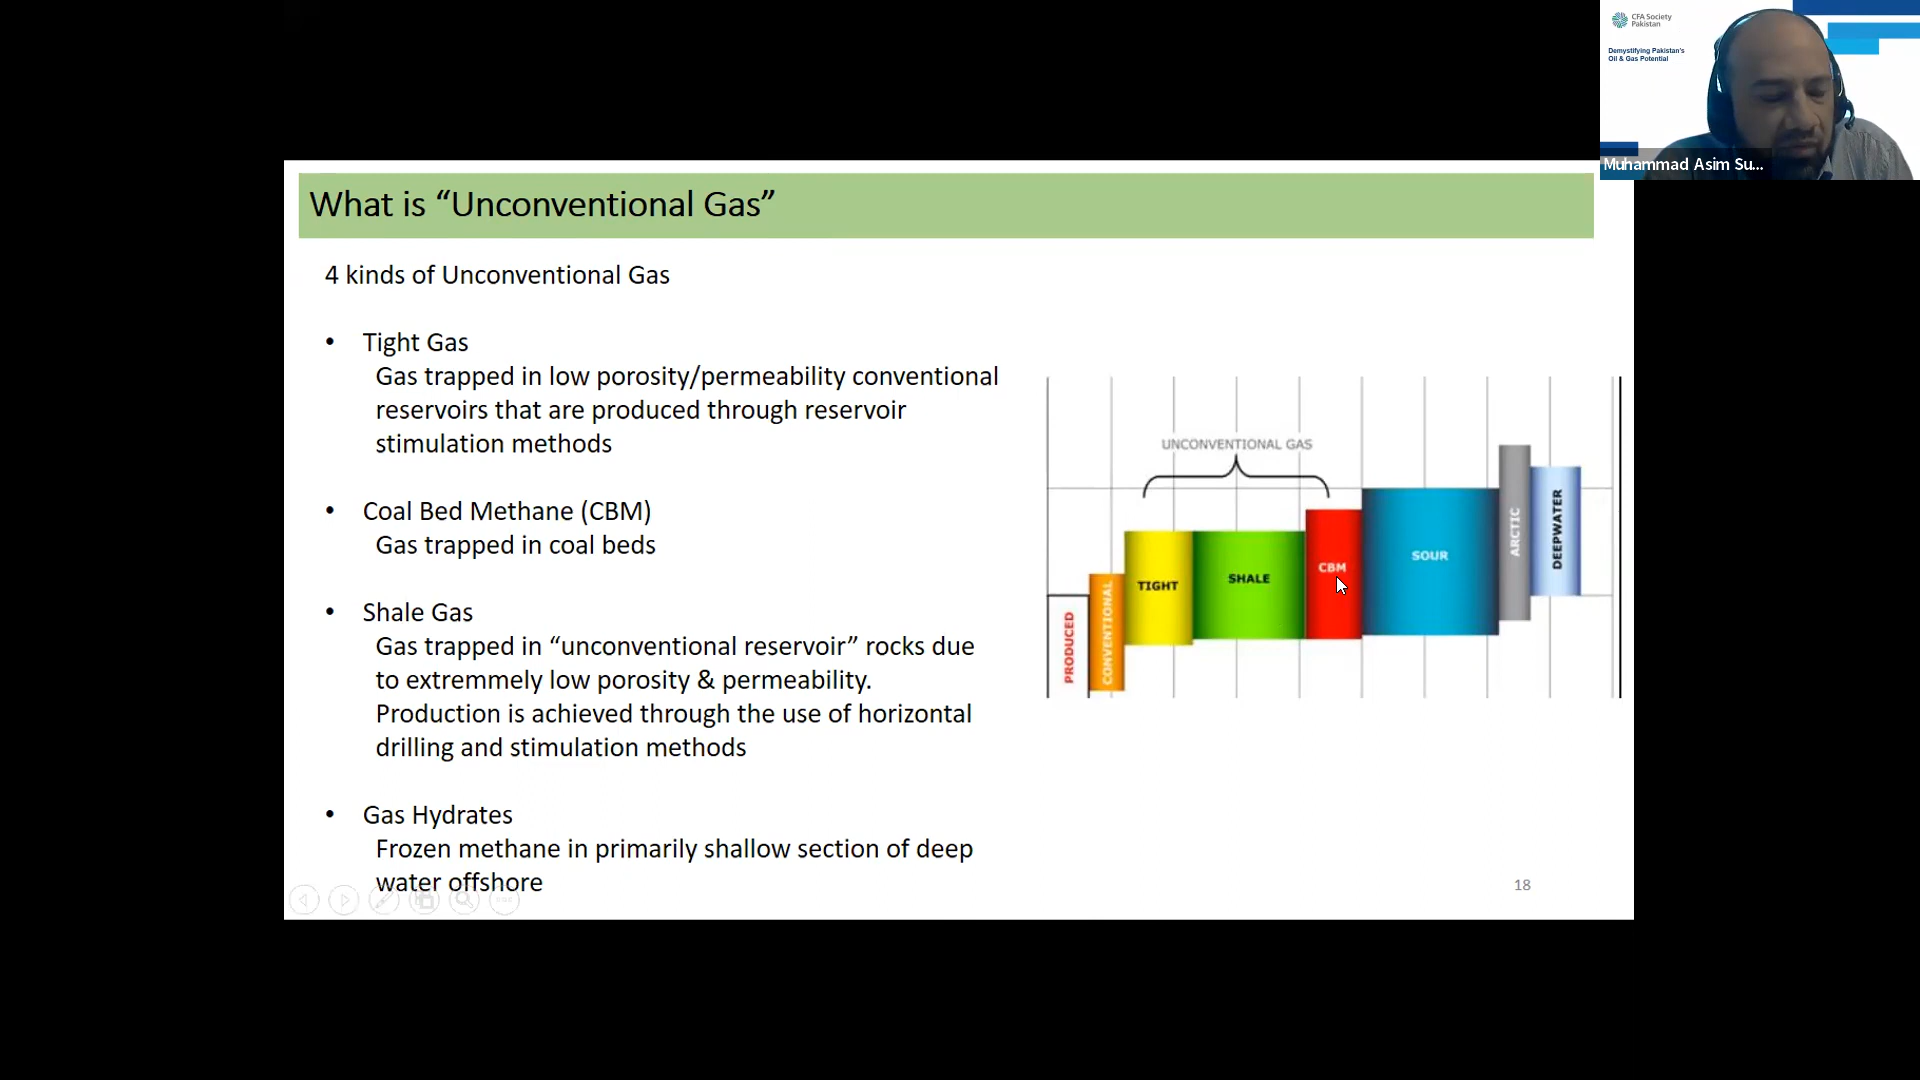 CFA Society
Pakistan
Demystifying Pakistan's
Oil & Gas Potential
Muhammad Asim Su...
What is “Unconventional Gas”
4 kinds of Unconventional Gas
• Tight Gas
Gas trapped in low porosity/permeability conventional
reservoirs that are produced through reservoir
stimulation methods
• Coal Bed Methane (CBM)
Gas trapped in coal beds
• Shale Gas
Gas trapped in “unconventional reservoir” rocks due
to extremmely low porosity & permeability.
Production is achieved through the use of horizontal
drilling and stimulation methods
• Gas Hydrates
Frozen methane in primarily shallow section of deep
water offshore
UNCONVENTIONAL GAS
PRODUCED
CONVENTIONAL
TIGHT
SHALE
CBM
SOUR
ARCTIC
DEEPWATER
18